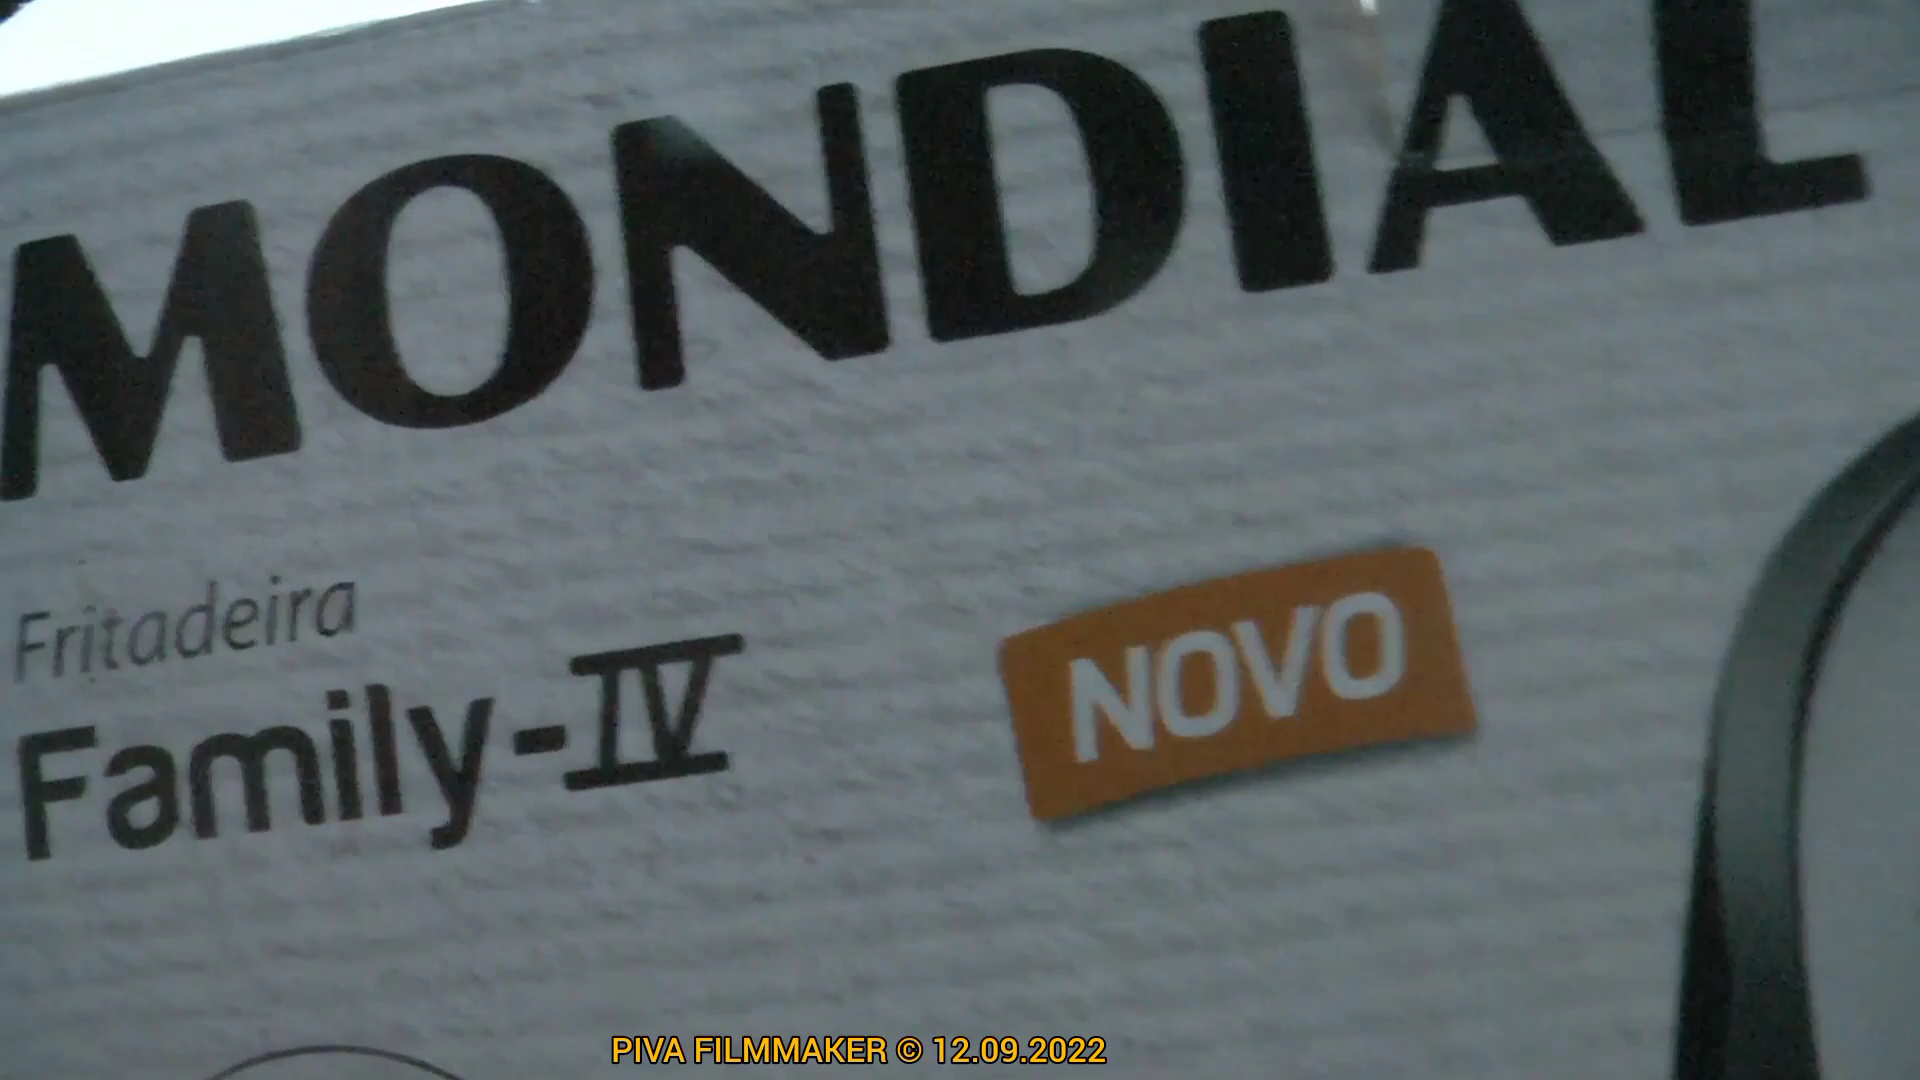 MONDIAL
Fritadeira
Family-IV
NOVO
PIVA FILMMAKER © 12.09.2022